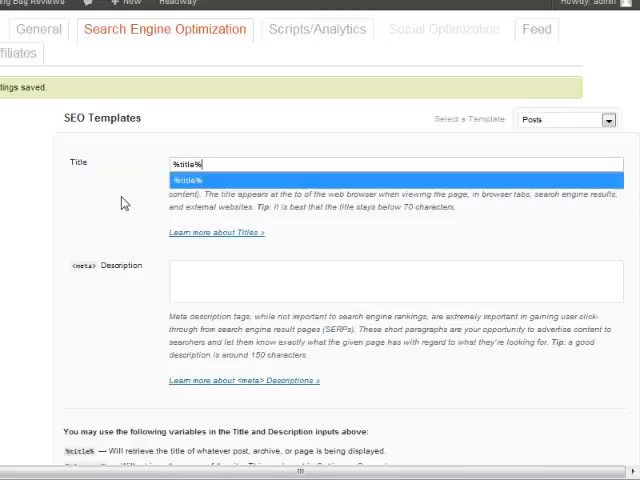 ng Bag Reviews New Headway Howdy, admin
General Search Engine Optimization Scripts/Analytics Social Optimization Feed
filiates
tings saved.
SEO Templates Select a Template Posts
Title %title%
%title%
content). The title appears at the to of the web browser when viewing the page, in browser tabs, search engine results,
and external websites. Tip: it is best that the title stays below 70 characters.
Learn more about Titles »
<meta> Description
Meta description tags, while not important to search engine rankings, are extremely important in gaining user click-
through from search engine result pages (SERPs). These short paragraphs are your opportunity to advertise content to
searchers and let them know exactly what the given page has with regard to what they're looking for. Tip: a good
description is around 150 characters.
Learn more about <meta> Descriptions »
You may use the following variables in the Title and Description inputs above:
%title% — Will retrieve the title of whatever post, archive, or page is being displayed.